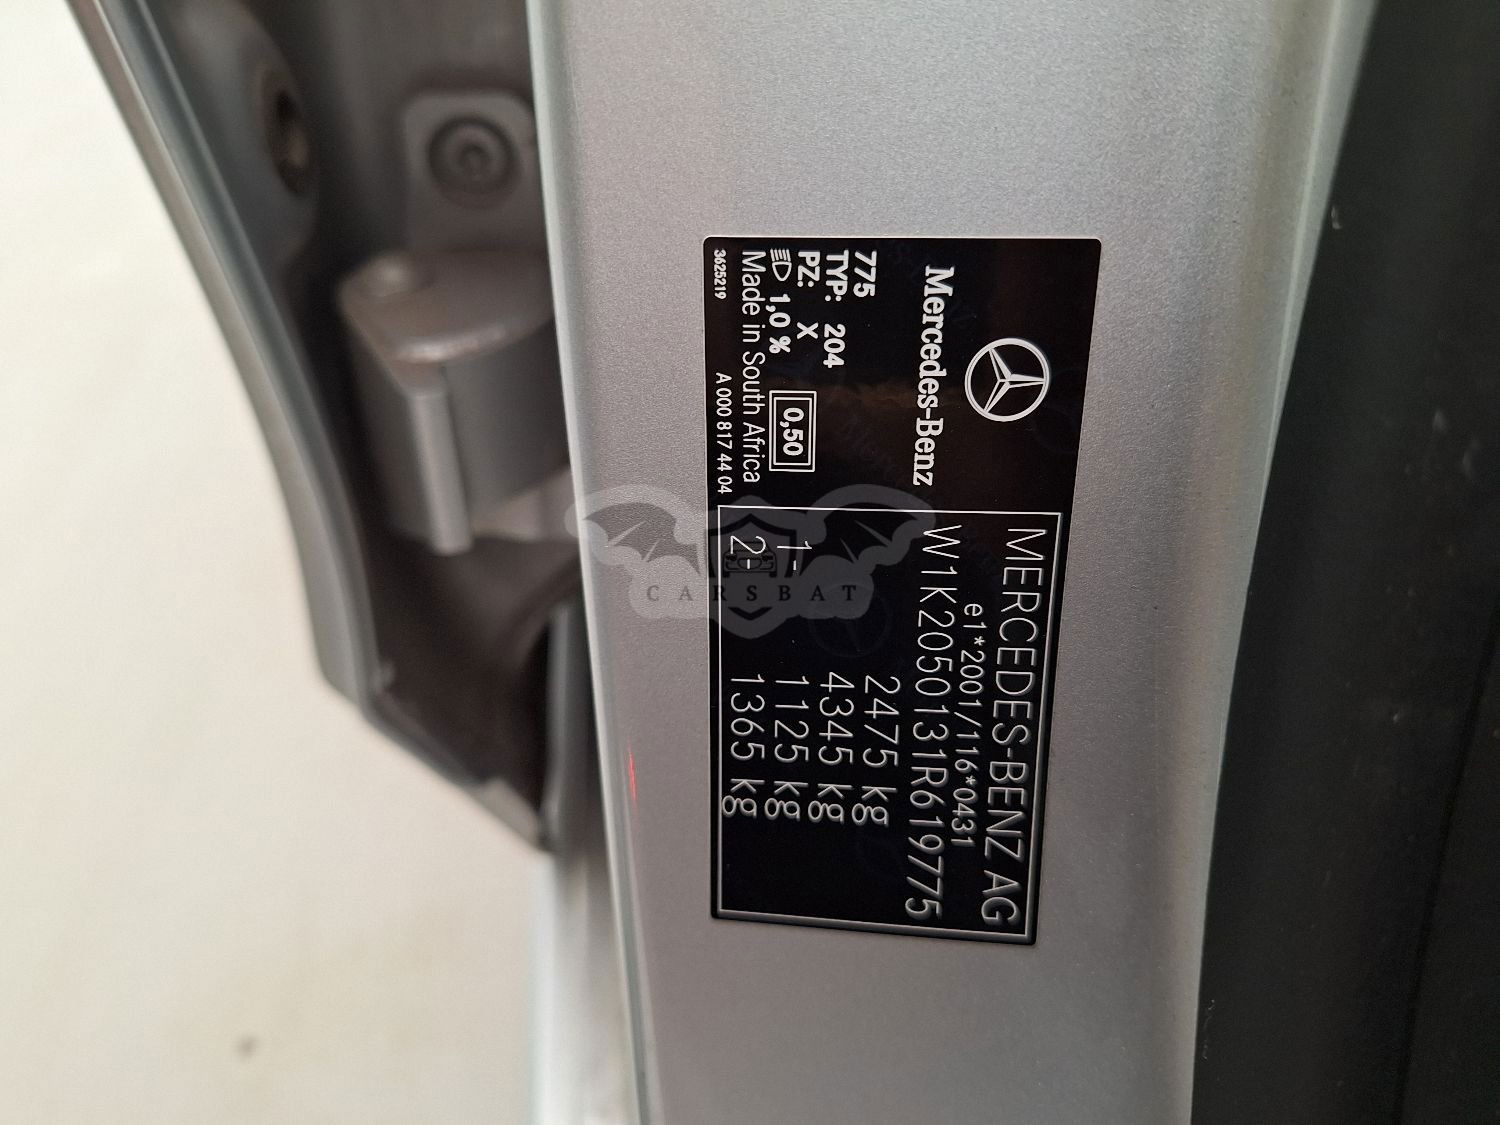 Mercedes-Benz
775
TYP: 204
PZ: X
1,0 %
0,50
Made in South Africa
3625219 A 000 817 44 04
MERCEDES-BENZ AG
e1*2001/116*0431
W1K2050131R619775
2475 kg
4345 kg
1- 1125 kg
2- 1365 kg
CARSBAT